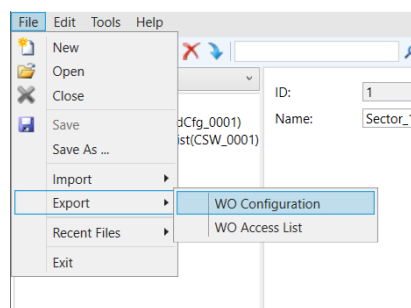 File Edit Tools Help
New
Open
Close
ID: 1
Save
dCfg_0001)
Name: Sector_1
ist(CSW_0001)
Save As ...
Import
Export
WO Configuration
WO Access List
Recent Files
Exit